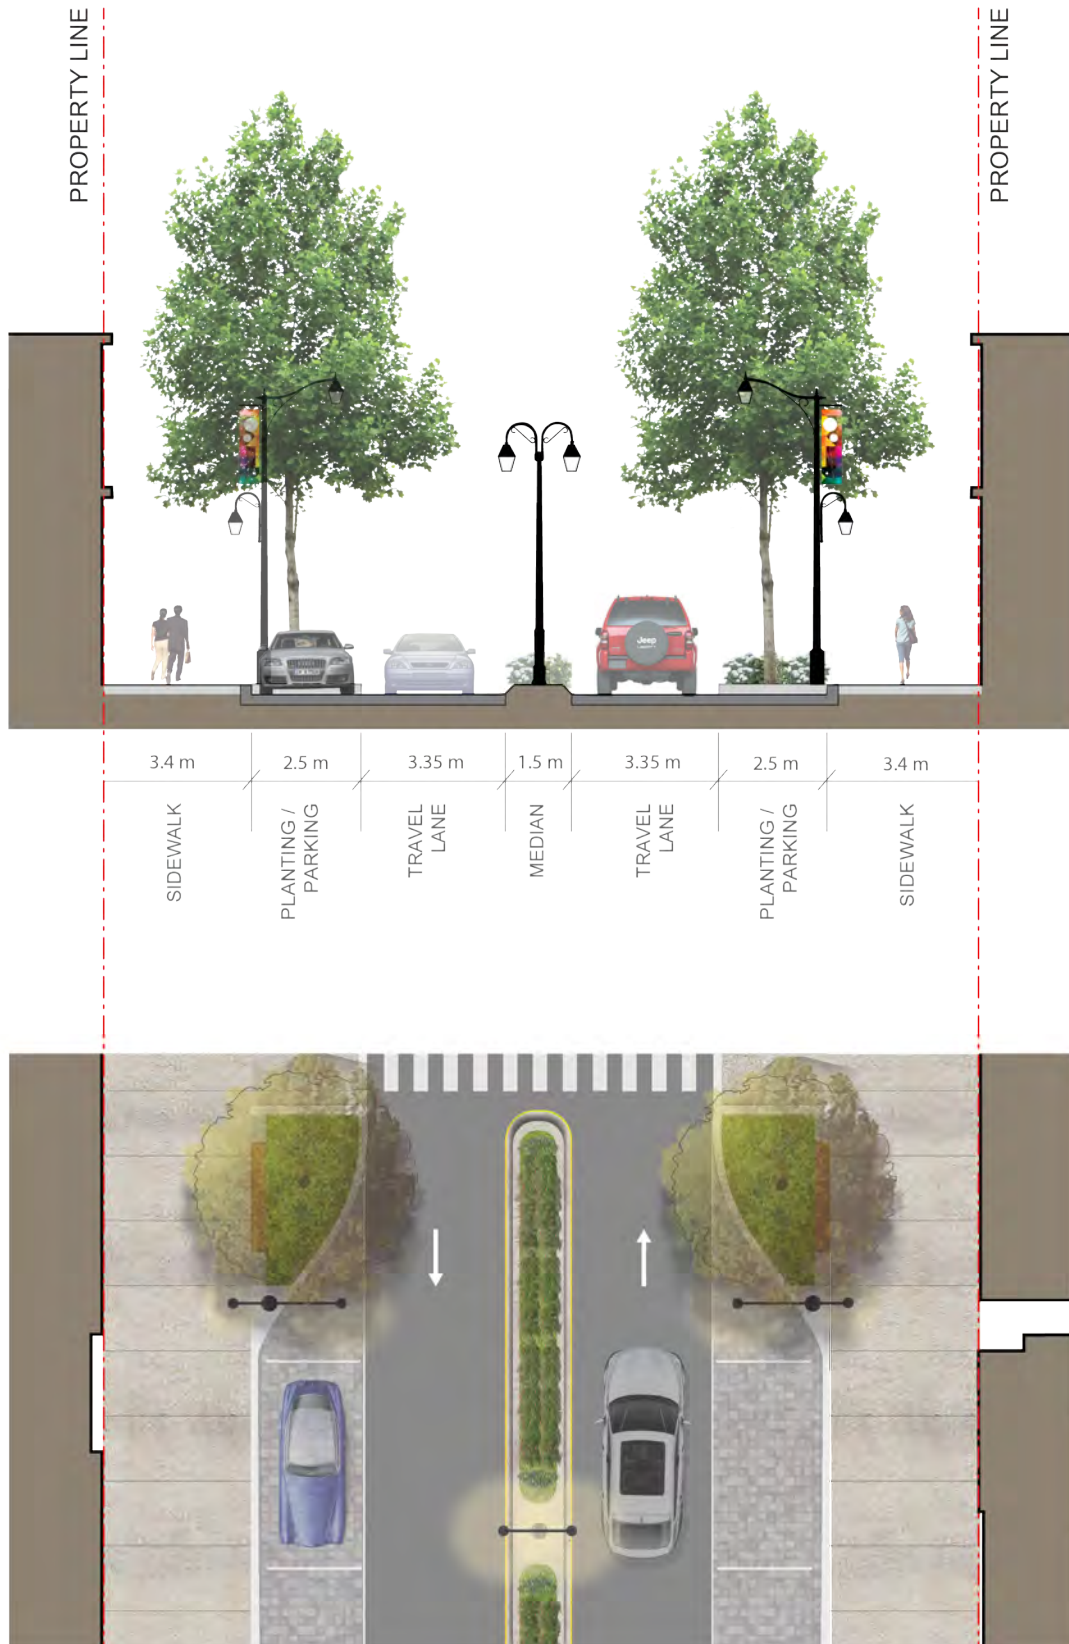 PROPERTY LINE
PROPERTY LINE
Jeep
3.4 m
2.5 m
3.35 m
1.5 m
3.35 m
2.5 m
3.4 m
SIDEWALK
PLANTING /
PARKING
TRAVEL
LANE
MEDIAN
TRAVEL
LANE
PLANTING /
PARKING
SIDEWALK